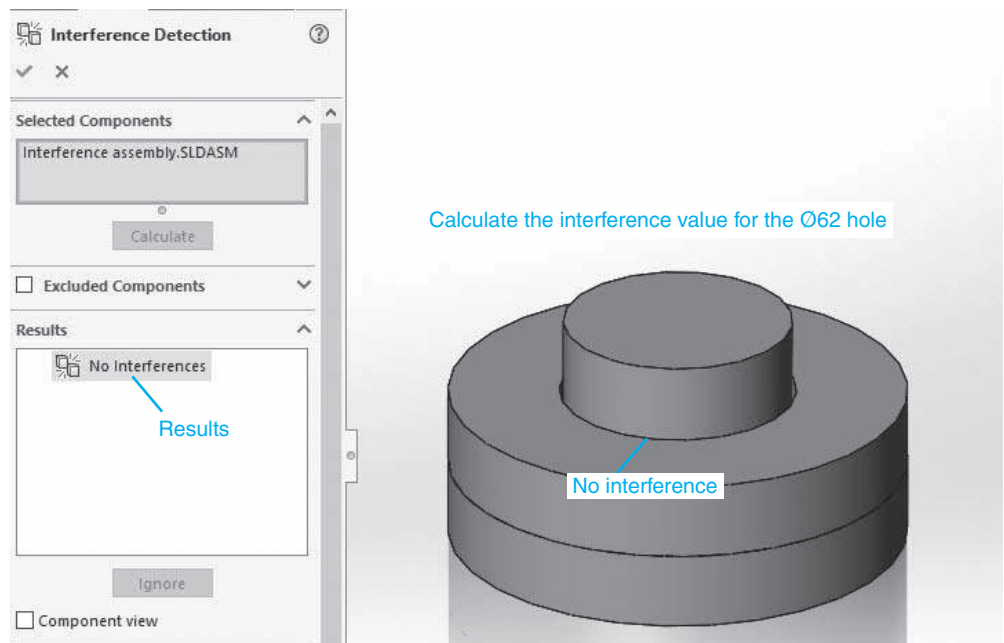 Interference Detection
Selected Components
Interference assembly.SLDASM
Calculate
Excluded Components
Results
No Interferences
Results
Ignore
Component view
Calculate the interference value for the Ø62 hole
No interference